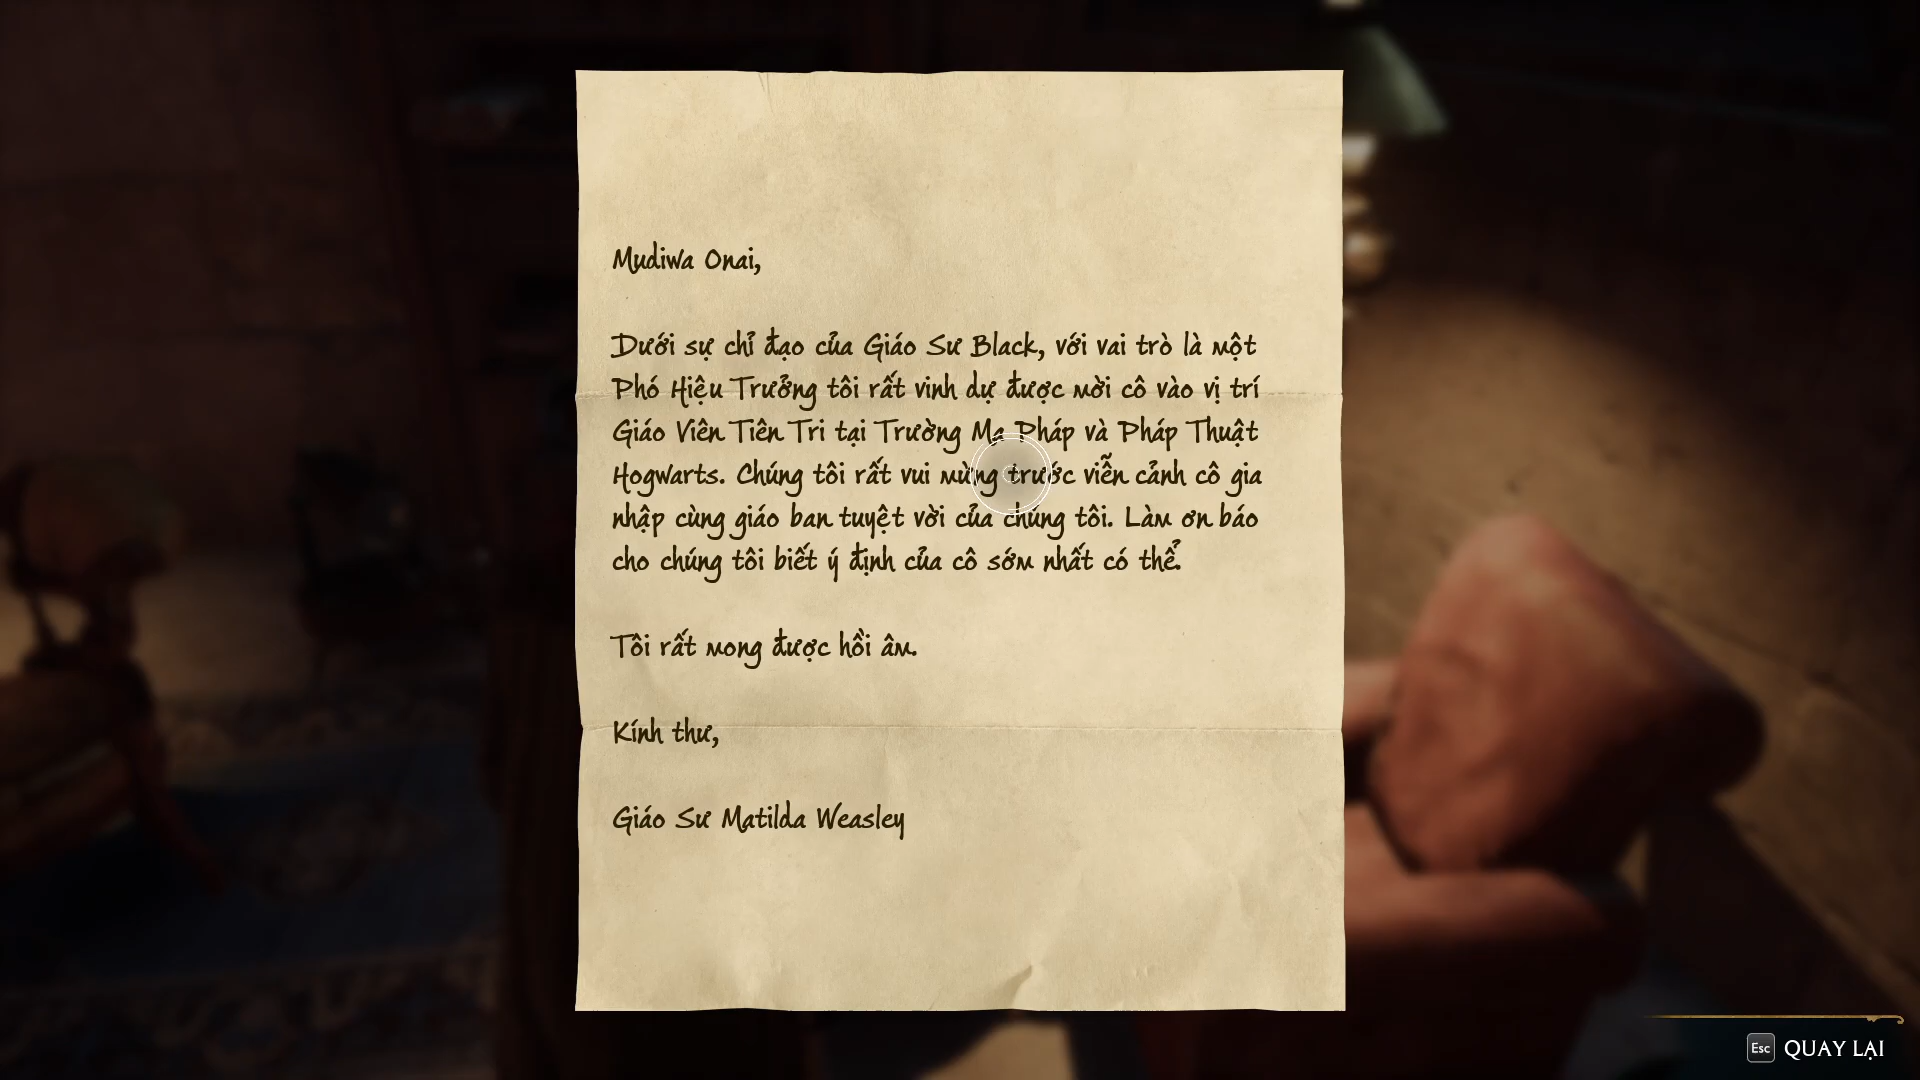 Mudiwa Onai,
Dưới sự chỉ đạo của Giáo Sư Black, với vai trò là một
Phó Hiệu Trưởng tôi rất vinh dự được mời cô vào vị trí
Giáo Viên Tiên Tri tại Trường Ma Pháp và Pháp Thuật
Hogwarts. Chúng tôi rất vui mừng trước viễn cảnh cô gia
nhập cùng giáo ban tuyệt vời của chúng tôi. Làm ơn báo
cho chúng tôi biết ý định của cô sớm nhất có thể.
Tôi rất mong được hồi âm.
Kính thư,
Giáo Sư Matilda Weasley
Esc QUAY LẠI